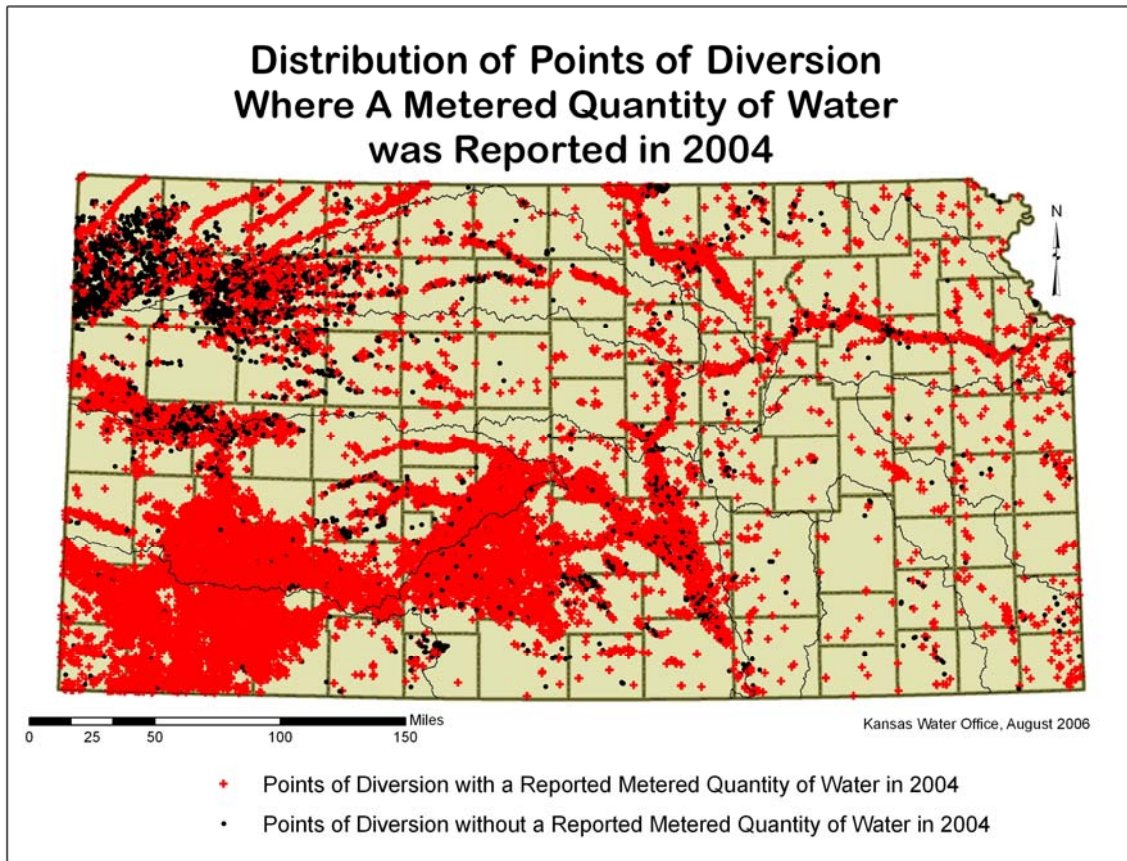 Distribution of Points of Diversion
Where A Metered Quantity of Water
was Reported in 2004
N
Miles
0 25 50 100 150
Kansas Water Office, August 2006
Points of Diversion with a Reported Metered Quantity of Water in 2004
Points of Diversion without a Reported Metered Quantity of Water in 2004